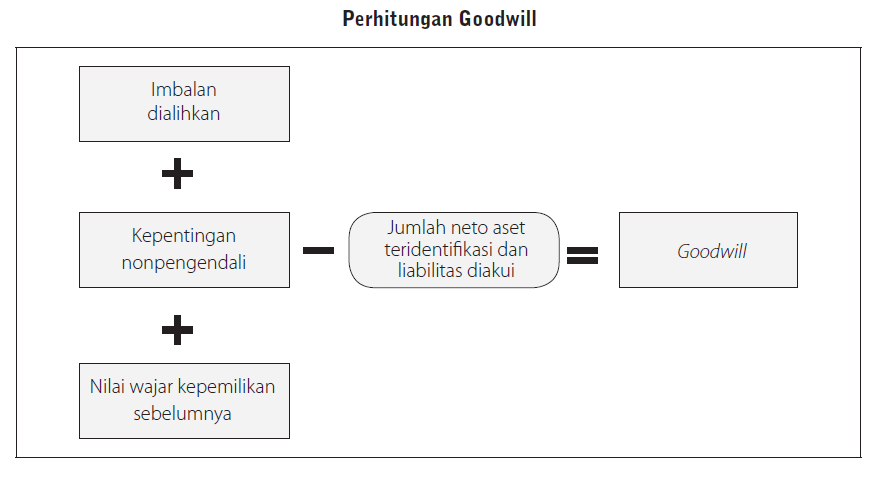 Perhitungan Goodwill
Imbalan
dialihkan
+
Kepentingan
nonpengendali
−
Jumlah neto aset
teridentifikasi dan
liabilitas diakui
=
Goodwill
+
Nilai wajar kepemilikan
sebelumnya